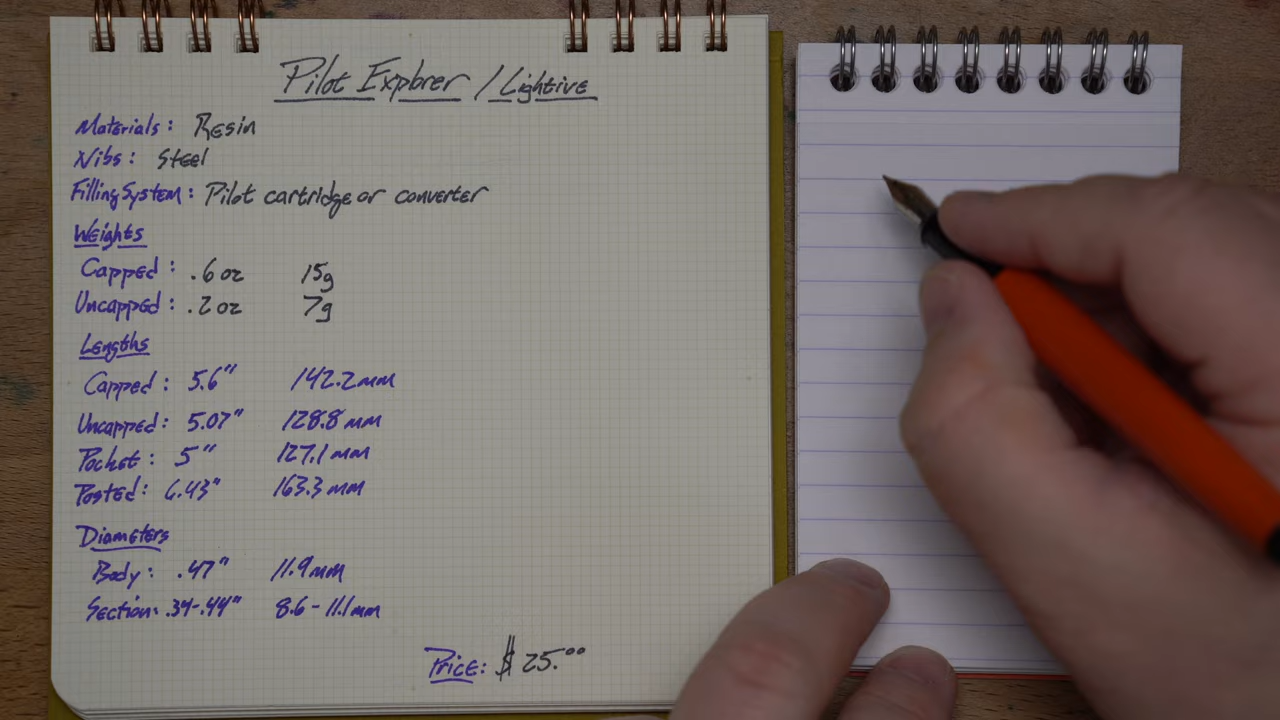 Pilot Explorer / Lightive
Materials: Resin
Nibs: Steel
Filling System: Pilot cartridge or converter
Weights
Capped: .6 oz 15g
Uncapped: .2 oz 7g
Lengths
Capped: 5.6" 142.2mm
Uncapped: 5.07" 128.8 mm
Pocket: 5" 127.1 mm
Posted: 6.43" 163.3 mm
Diameters
Body: .47" 11.9mm
Section: .34-.44" 8.6 - 11.1mm
Price: $ 25.00